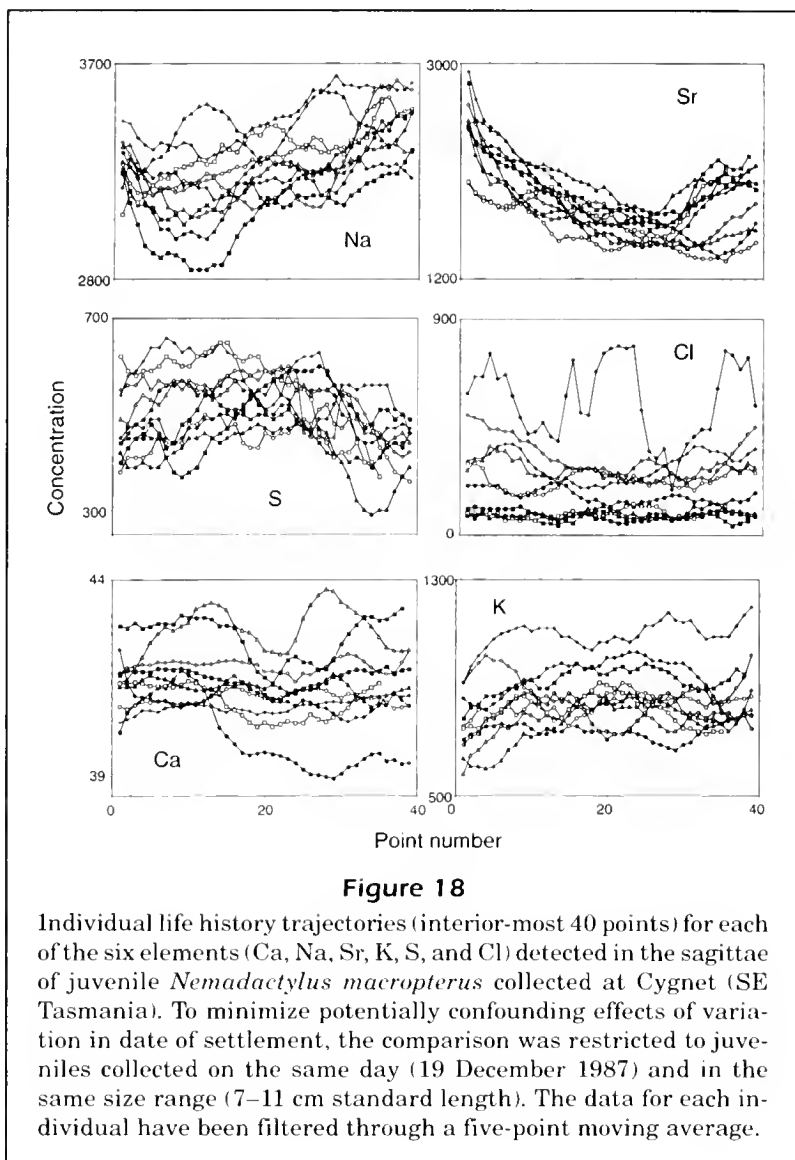 3700
3000
Sr
Na
2800
1200
700
900
Cl
Concentration
S
300
0
44
1300
K
Ca
39
500
0
20
40
0
20
40
Point number
Figure 18
Individual life history trajectories (interior-most 40 points) for each
of the six elements (Ca, Na, Sr, K, S, and Cl) detected in the sagittae
of juvenile Nemadactylus macropterus collected at Cygnet (SE
Tasmania). To minimize potentially confounding effects of varia-
tion in date of settlement, the comparison was restricted to juve-
niles collected on the same day (19 December 1987) and in the
same size range (7–11 cm standard length). The data for each in-
dividual have been filtered through a five-point moving average.